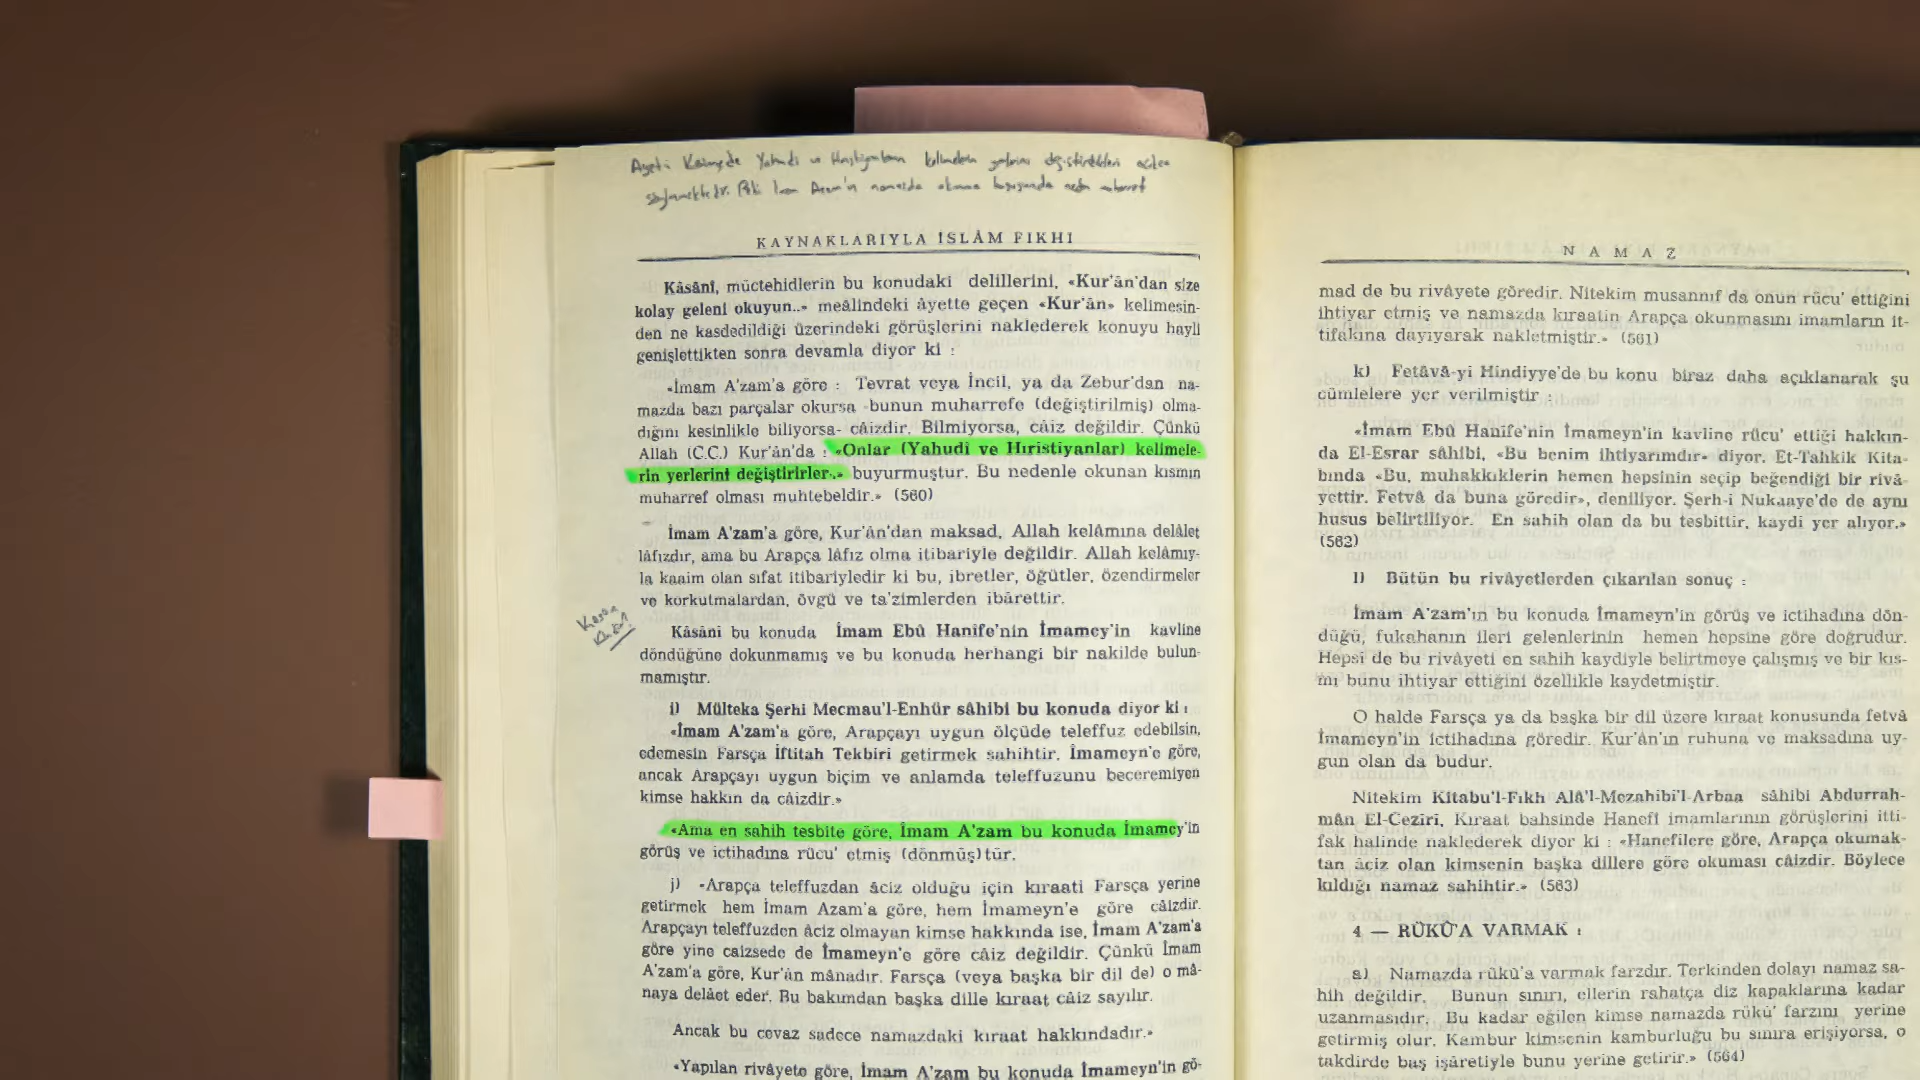 KAYNAKLARIYLA İSLÂM FIKHI
Kâsânî, müctehidlerin bu konudaki delillerini, «Kur'ân'dan size
kolay geleni okuyun..» meâlindeki âyette geçen «Kur'ân» kelimesin-
den ne kasdedildiği üzerindeki görüşlerini naklederek konuyu hayli
genişlettikten sonra devamla diyor ki :
«İmam A'zam'a göre : Tevrat veya İncil, ya da Zebur'dan na-
mazda bazı parçalar okursa -bunun muharrefe (değiştirilmiş) olma-
dığını kesinlikle biliyorsa- câizdir. Bilmiyorsa, câiz değildir. Çünkü
Allah (C.C.) Kur'ân'da : «Onlar (Yahudî ve Hıristiyanlar) kelimele-
rin yerlerini değiştirirler..» buyurmuştur. Bu nedenle okunan kısmın
muharref olması muhtebeldir.» (560)
İmam A'zam'a göre, Kur'ân'dan maksad, Allah kelâmına delâlet
lâfızdır, ama bu Arapça lâfız olma itibariyle değildir. Allah kelâmıy-
la kaaim olan sıfat itibariyledir ki bu, ibretler, öğütler, özendirmeler
ve korkutmalardan, övgü ve ta'zimlerden ibârettir.
Kâsânî bu konuda İmam Ebû Hanîfe'nin İmamey'in kavline
döndüğüne dokunmamış ve bu konuda herhangi bir nakilde bulun-
mamıştır.
i) Mülteka Şerhi Mecmau'l-Enhür sâhibi bu konuda diyor ki :
«İmam A'zam'a göre, Arapçayı uygun ölçüde teleffuz edebilsin,
edemesin Farsça İftitah Tekbiri getirmek sahihtir. İmameyn'e göre,
ancak Arapçayı uygun biçim ve anlamda teleffuzunu beceremiyen
kimse hakkın da câizdir.»
«Ama en sahih tesbite göre, İmam A'zam bu konuda İmamey'in
görüş ve ictihadına rücu' etmiş (dönmüş) tür.
j) «Arapça teleffuzdan âciz olduğu için kıraati Farsça yerine
getirmek hem İmam Azam'a göre, hem İmameyn'e göre câizdir.
Arapçayı teleffuzden âciz olmayan kimse hakkında ise, İmam A'zam'a
göre yine caizsede de İmameyn'e göre câiz değildir. Çünkü İmam
A'zam'a göre, Kur'ân mânadır. Farsça (veya başka bir dil de) o mâ-
naya delâet eder. Bu bakımdan başka dille kıraat câiz sayılır.
Ancak bu cevaz sadece namazdaki kıraat hakkındadır.»
«Yapılan rivâyete göre, İmam A'zam bu konuda İmameyn'in gö-
NAMAZ
mad de bu rivâyete göredir. Nitekim musannıf da onun rücu' ettiğini
ihtiyar etmiş ve namazda kıraatin Arapça okunmasını imamların it-
tifakına dayıyarak nakletmiştir.» (561)
k) Fetâvâ-yi Hindiyye'de bu konu biraz daha açıklanarak şu
cümlelere yer verilmiştir :
«İmam Ebû Hanîfe'nin İmameyn'in kavline rücu' ettiği hakkın-
da El-Esrar sâhibi, «Bu benim ihtiyarımdır» diyor. Et-Tahkik Kita-
bında «Bu, muhakkıklerin hemen hepsinin seçip beğendiği bir rivâ-
yettir. Fetvâ da buna göredir», deniliyor. Şerh-i Nukaaye'de de aynı
husus belirtiliyor. En sahih olan da bu tesbittir, kaydi yer alıyor.»
(562)
l) Bütün bu rivâyetlerden çıkarılan sonuç :
İmam A'zam'ın bu konuda İmameyn'in görüş ve ictihadına dön-
düğü, fukahanın ileri gelenlerinin hemen hepsine göre doğrudur.
Hepsi de bu rivâyeti en sahih kaydiyle belirtmeye çalışmış ve bir kıs-
mı bunu ihtiyar ettiğini özellikle kaydetmiştir.
O halde Farsça ya da başka bir dil üzere kıraat konusunda fetvâ
İmameyn'in ictihadına göredir. Kur'ân'ın ruhuna ve maksadına uy-
gun olan da budur.
Nitekim Kitabu'l-Fıkh Alâ'l-Mezahibi'l-Arbaa sâhibi Abdurrah-
mân El-Cezirî, Kıraat bahsinde Hanefî imamlarının görüşlerini itti-
fak halinde naklederek diyor ki : «Hanefilere göre, Arapça okumak-
tan âciz olan kimsenin başka dillere göre okuması câizdir. Böylece
kıldığı namaz sahihtir.» (563)
4 — RÜKÛ'A VARMAK :
a) Namazda rükû'a varmak farzdır. Terkinden dolayı namaz sa-
hih değildir. Bunun sınırı, ellerin rahatça diz kapaklarına kadar
uzanmasıdır. Bu kadar eğilen kimse namazda rükû' farzını yerine
getirmiş olur. Kambur kimsenin kamburluğu bu sınıra erişiyorsa, o
takdirde baş işâretiyle bunu yerine getirir.» (564)